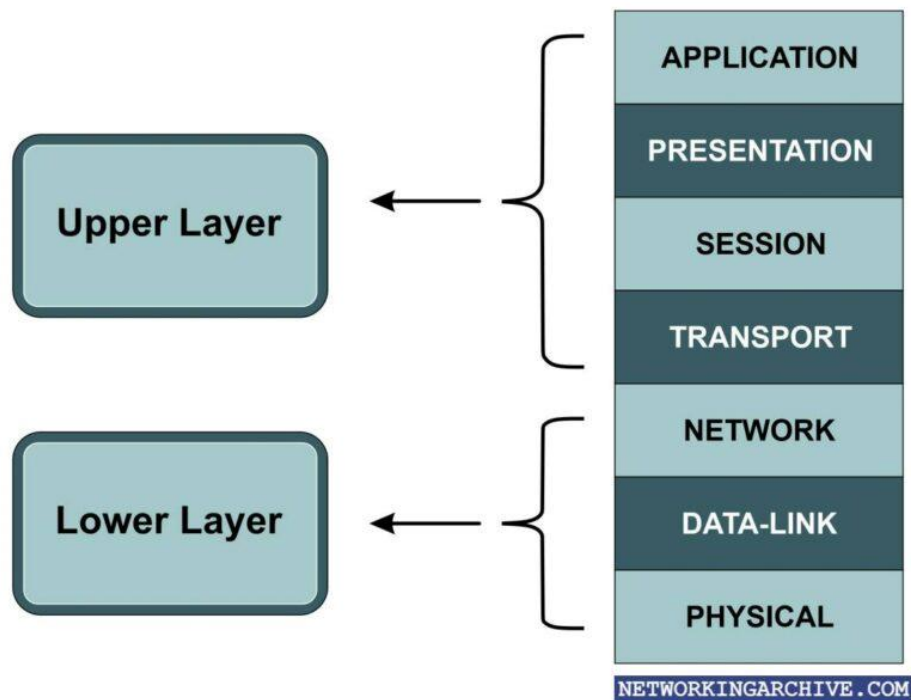 APPLICATION
PRESENTATION
Upper Layer
SESSION
TRANSPORT
NETWORK
Lower Layer
DATA-LINK
PHYSICAL
NETWORKINGARCHIVE.COM